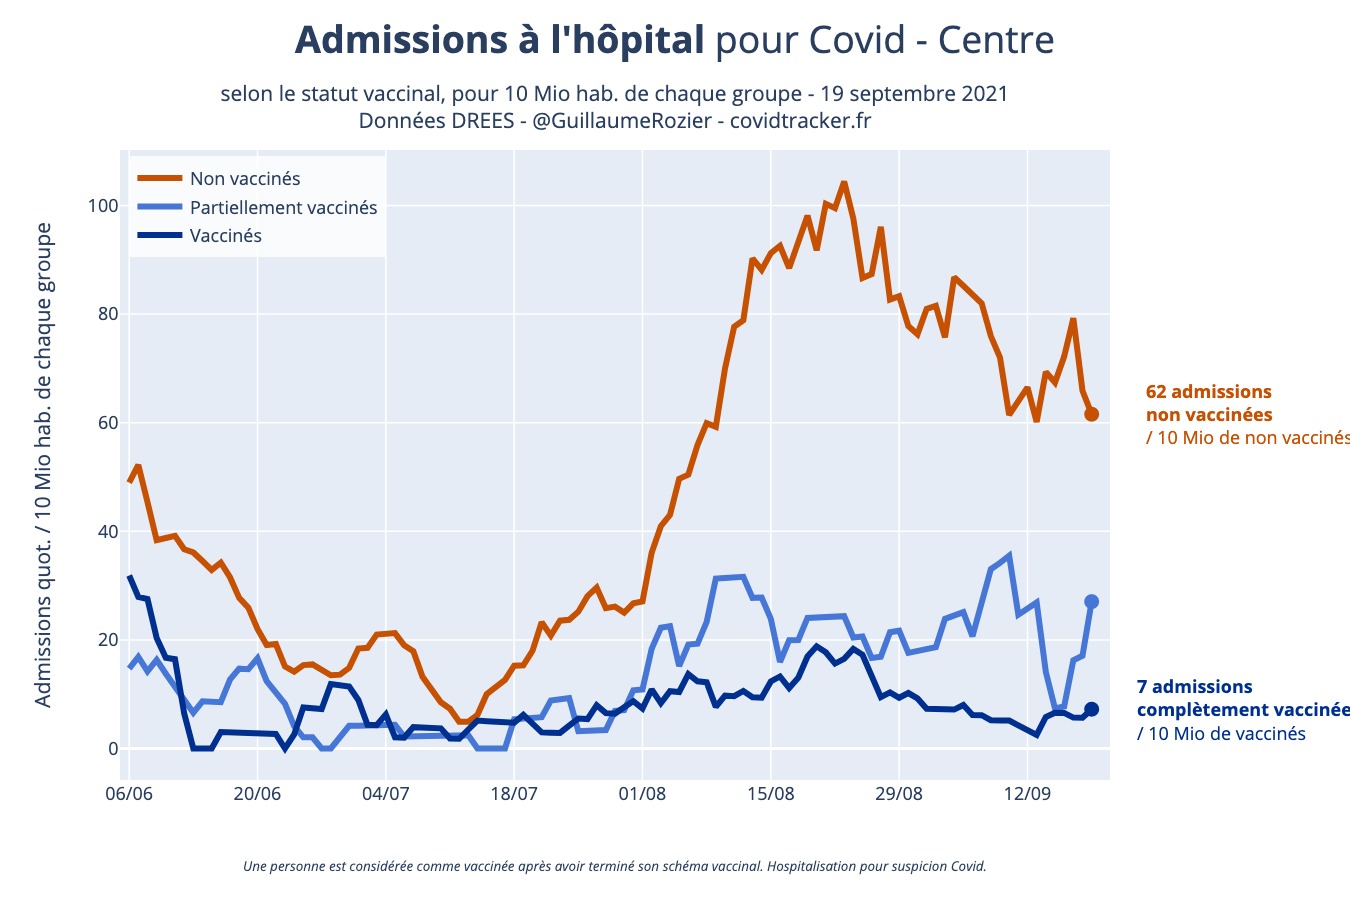 Admissions à l'hôpital pour Covid - Centre
selon le statut vaccinal, pour 10 Mio hab. de chaque groupe - 19 septembre 2021
Données DREES - @GuillaumeRozier - covidtracker.fr
Non vaccinés
Partiellement vaccinés
Vaccinés
Admissions quot. / 10 Mio hab. de chaque groupe
100
80
60
40
20
0
06/06
20/06
04/07
18/07
01/08
15/08
29/08
12/09
62 admissions
non vaccinées
/ 10 Mio de non vaccinés
7 admissions
complètement vaccinée
/ 10 Mio de vaccinés
Une personne est considérée comme vaccinée après avoir terminé son schéma vaccinal. Hospitalisation pour suspicion Covid.